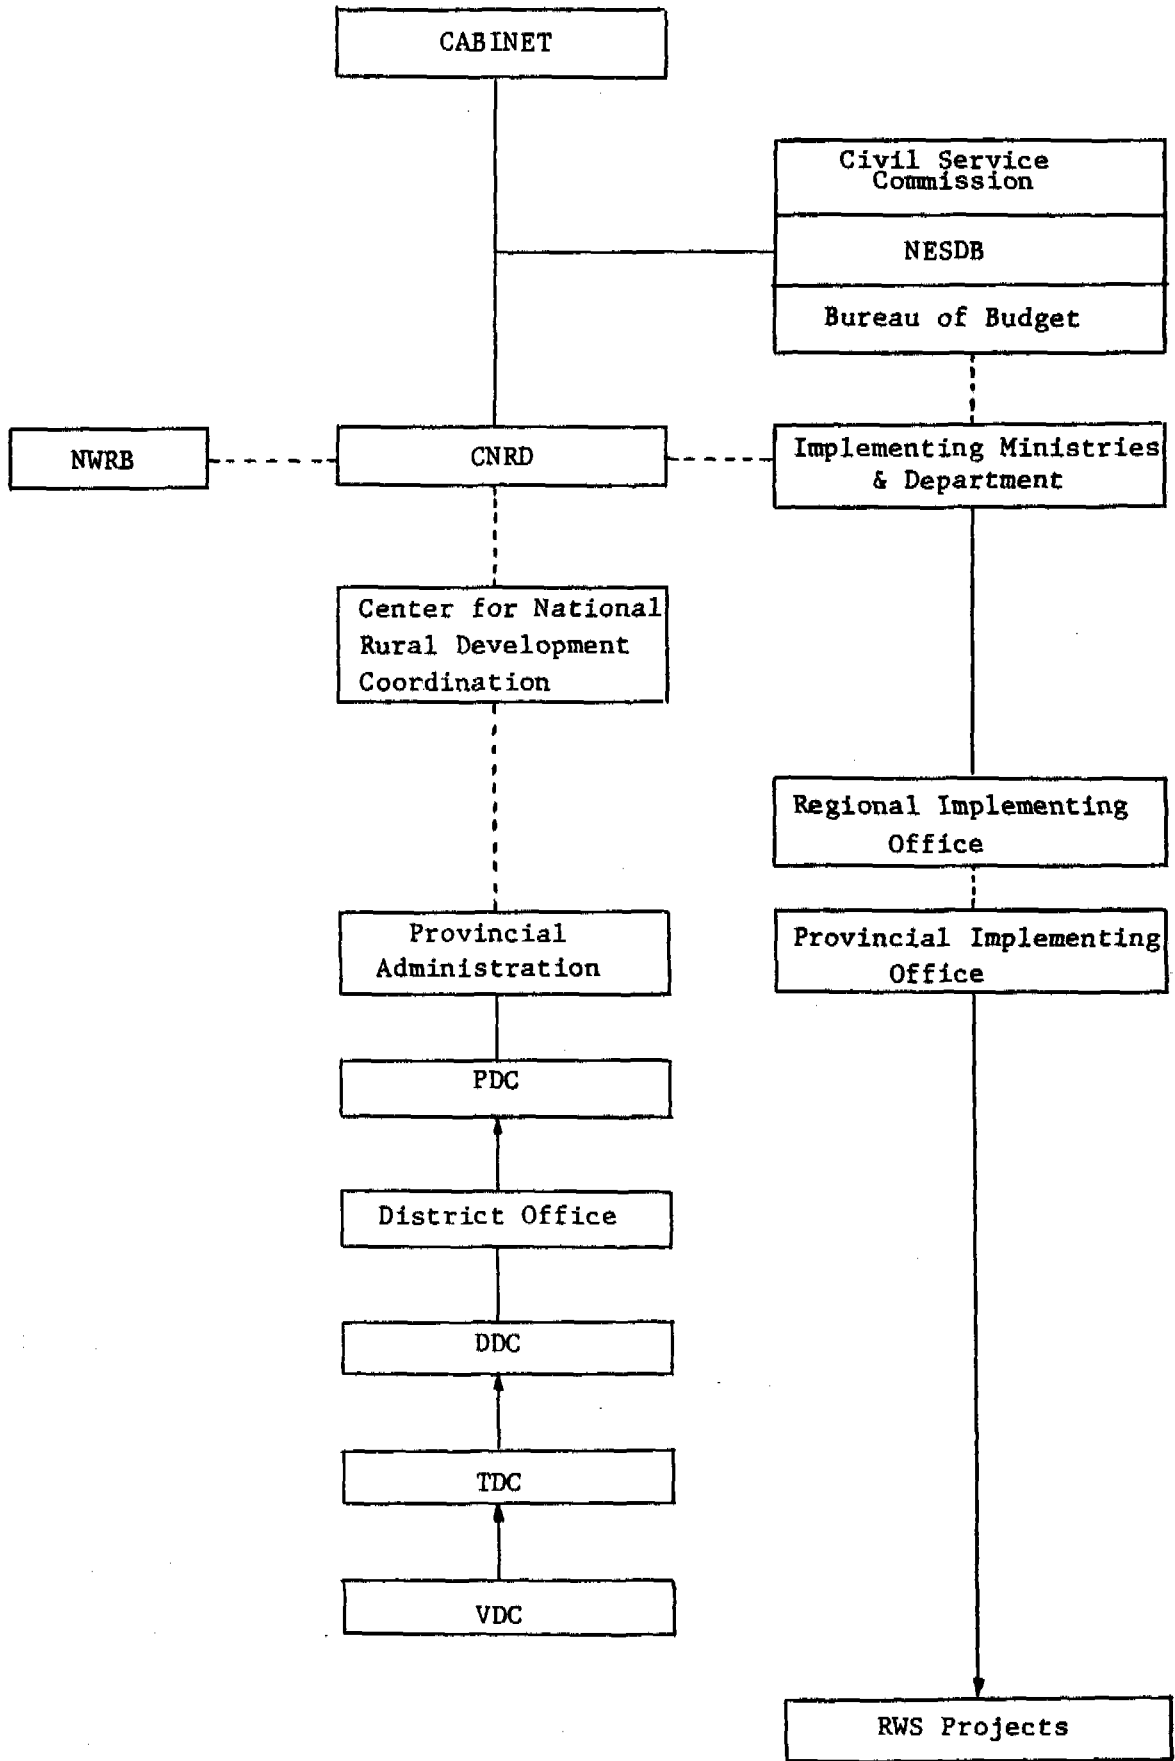 CABINET
Civil Service
Commission
NESDB
Bureau of Budget
NWRB
CNRD
Implementing Ministries
& Department
Center for National
Rural Development
Coordination
Regional Implementing
Office
Provincial
Administration
Provincial Implementing
Office
PDC
District Office
DDC
TDC
VDC
RWS Projects